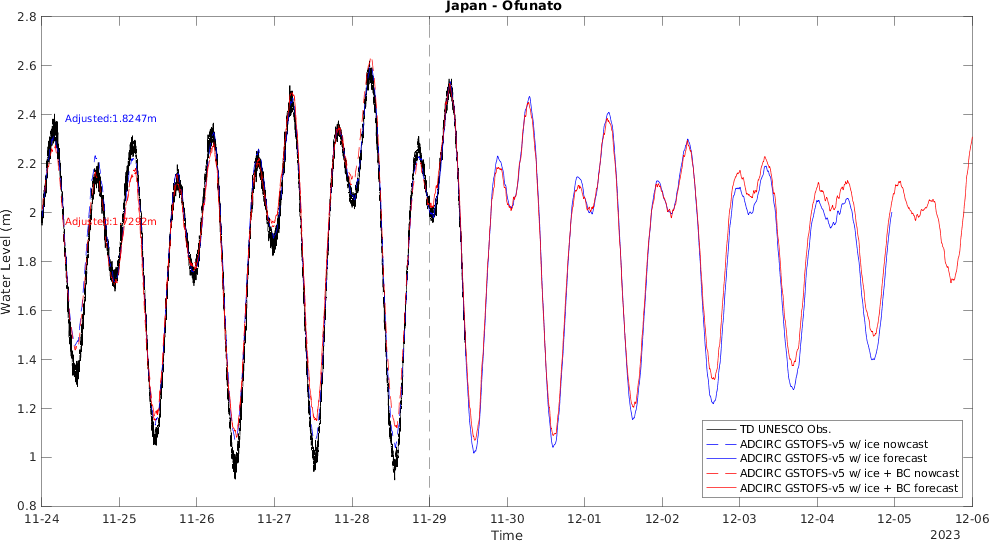 Japan - Ofunato
2.8
2.6
2.4
2.2
2
1.8
1.6
1.4
1.2
1
0.8
Water Level (m)
Adjusted:1.8247m
Adjusted:1.7292m
TD UNESCO Obs.
ADCIRC GSTOFS-v5 w/ ice nowcast
ADCIRC GSTOFS-v5 w/ ice forecast
ADCIRC GSTOFS-v5 w/ ice + BC nowcast
ADCIRC GSTOFS-v5 w/ ice + BC forecast
11-24 11-25 11-26 11-27 11-28 11-29 11-30 12-01 12-02 12-03 12-04 12-05 12-06
Time
2023